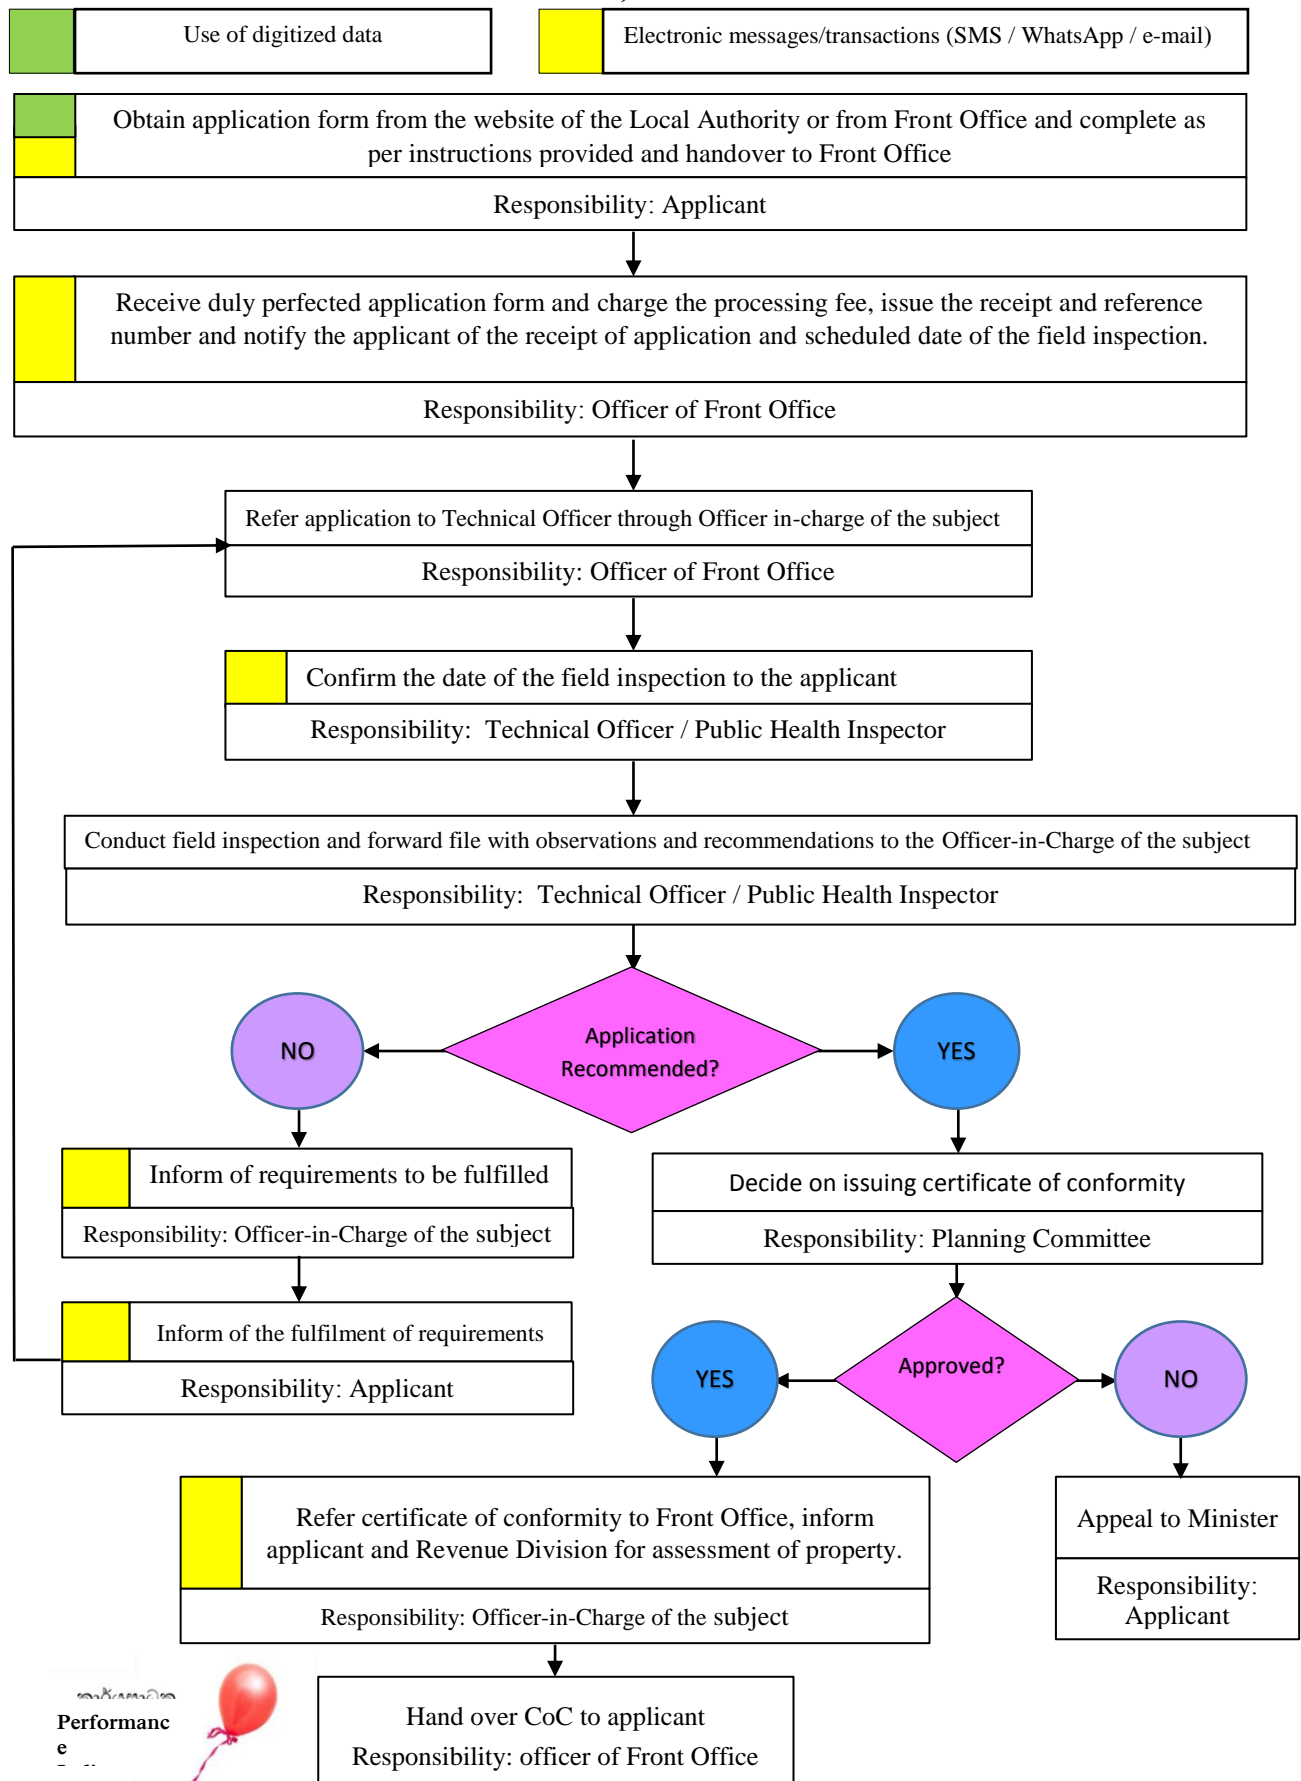 Use of digitized data
Electronic messages/transactions (SMS / WhatsApp / e-mail)
Obtain application form from the website of the Local Authority or from Front Office and complete as
per instructions provided and handover to Front Office
Responsibility: Applicant
Receive duly perfected application form and charge the processing fee, issue the receipt and reference
number and notify the applicant of the receipt of application and scheduled date of the field inspection.
Responsibility: Officer of Front Office
Refer application to Technical Officer through Officer in-charge of the subject
Responsibility: Officer of Front Office
Confirm the date of the field inspection to the applicant
Responsibility: Technical Officer / Public Health Inspector
Conduct field inspection and forward file with observations and recommendations to the Officer-in-Charge of the subject
Responsibility: Technical Officer / Public Health Inspector
Application
Recommended?
NO
YES
Inform of requirements to be fulfilled
Responsibility: Officer-in-Charge of the subject
Inform of the fulfilment of requirements
Responsibility: Applicant
Decide on issuing certificate of conformity
Responsibility: Planning Committee
Approved?
YES
NO
Refer certificate of conformity to Front Office, inform
applicant and Revenue Division for assessment of property.
Responsibility: Officer-in-Charge of the subject
Appeal to Minister
Responsibility:
Applicant
Hand over CoC to applicant
Responsibility: officer of Front Office
Performanc
e